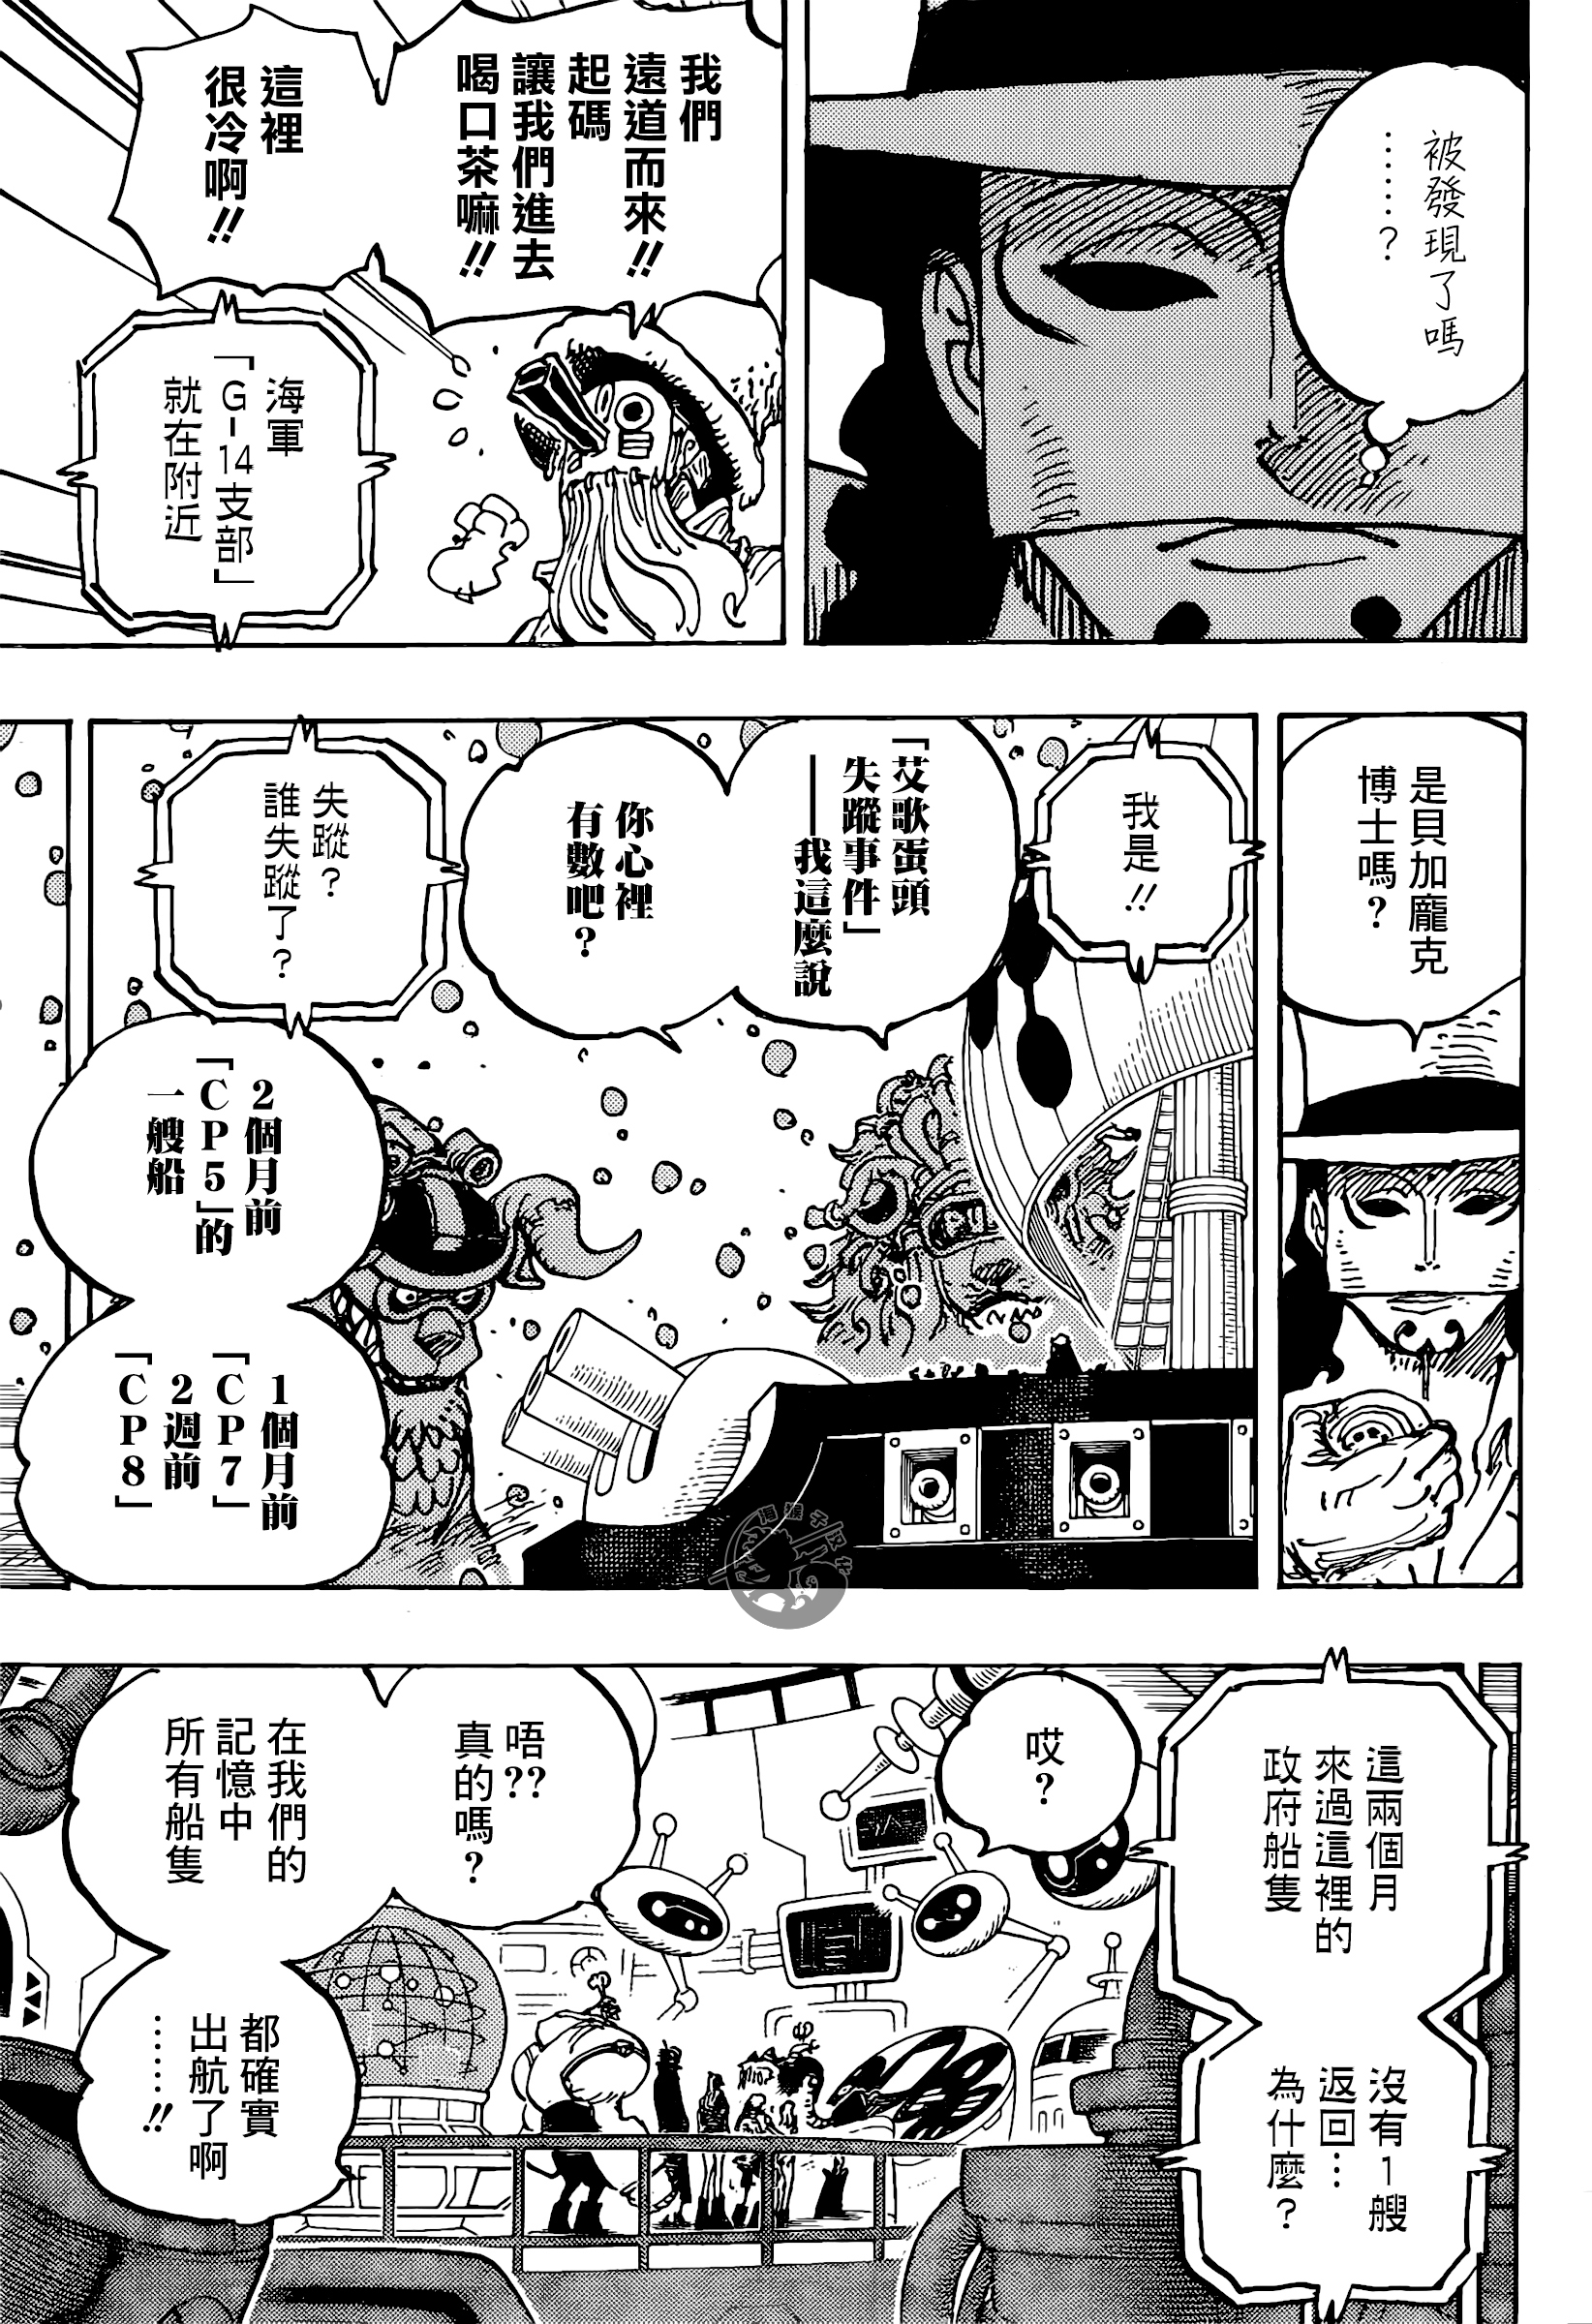 被發現了嗎
……？
我們
遠道而來!!
起碼
讓我們進去
喝口茶嘛!!
這裡
很冷啊!!
海軍
「G-14支部」
就在附近
是貝加龐克
博士嗎？
我是!!
「艾歌蛋頭
失蹤事件」
──我這麼說
你心裡
有數吧？
失蹤？
誰失蹤了？
2個月前
「CP5」的
一艘船
1個月前
「CP7」
2週前
「CP8」
這兩個月
來過這裡的
政府船隻
沒有1艘
返回…
為什麼？
哎？
唔??
真的嗎？
在我們的
記憶中
所有船隻
都確實
出航了啊
……!!